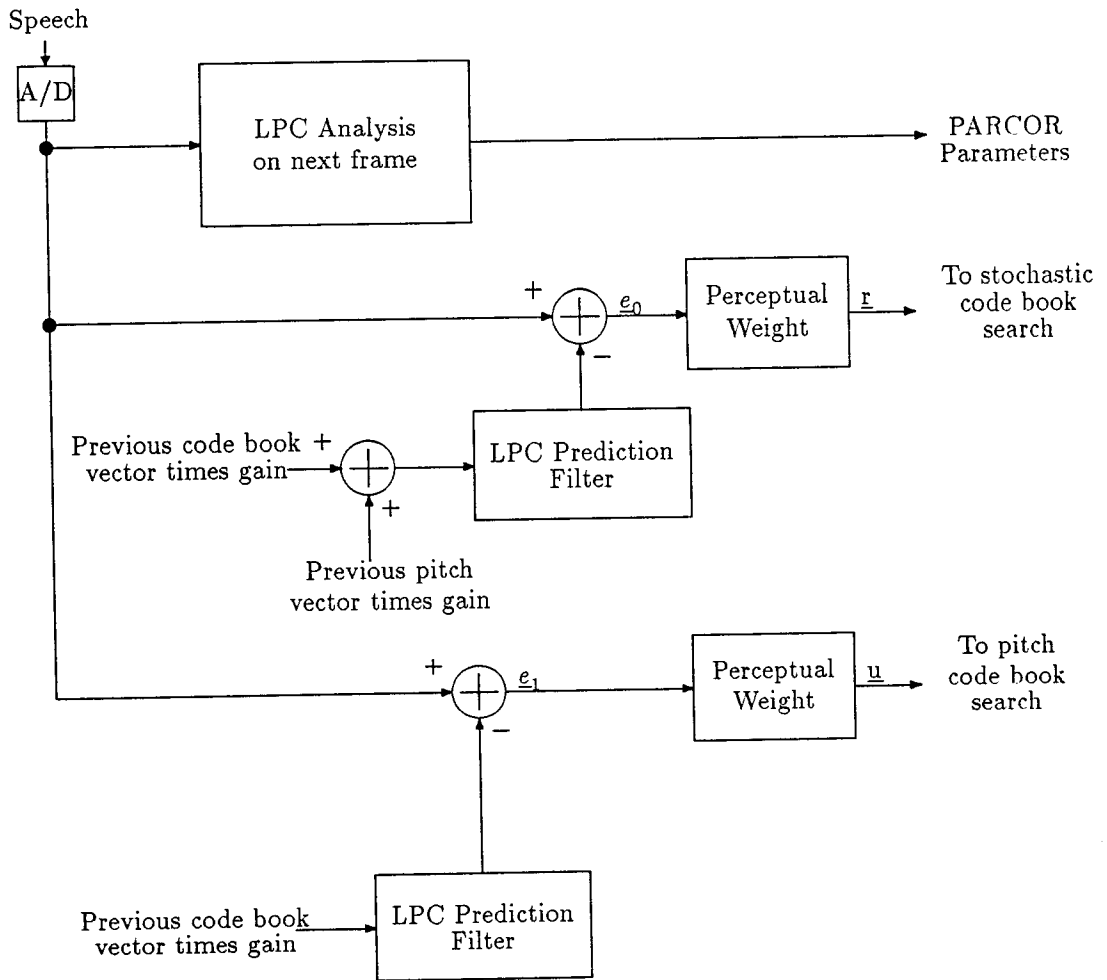 Speech
A/D
LPC Analysis
on next frame
PARCOR
Parameters
+
e0
Perceptual
Weight
r
To stochastic
code book
search
−
Previous code book +
vector times gain
LPC Prediction
Filter
+
Previous pitch
vector times gain
+
e1
Perceptual
Weight
u
To pitch
code book
search
−
Previous code book
vector times gain
LPC Prediction
Filter